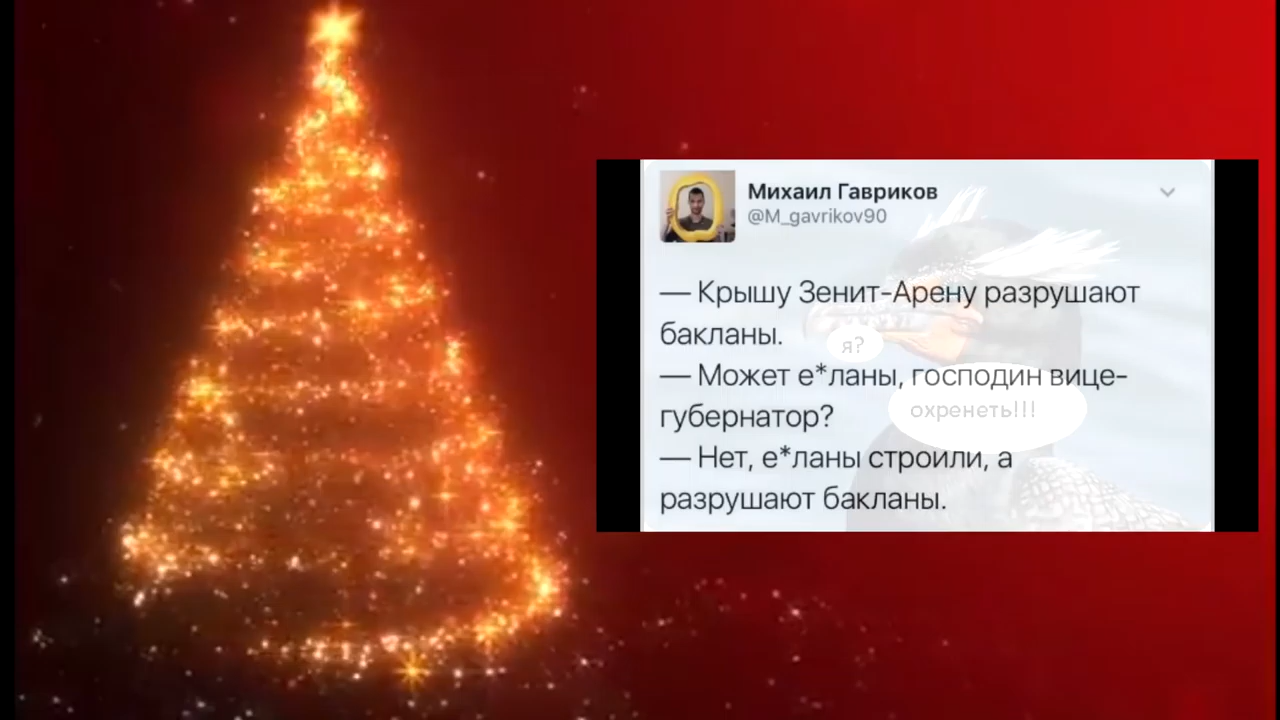 Михаил Гавриков
@M_gavrikov90
— Крышу Зенит-Арену разрушают
бакланы.
я?
— Может е*ланы, господин вице-
губернатор?
охренеть!!!
— Нет, е*ланы строили, а
разрушают бакланы.